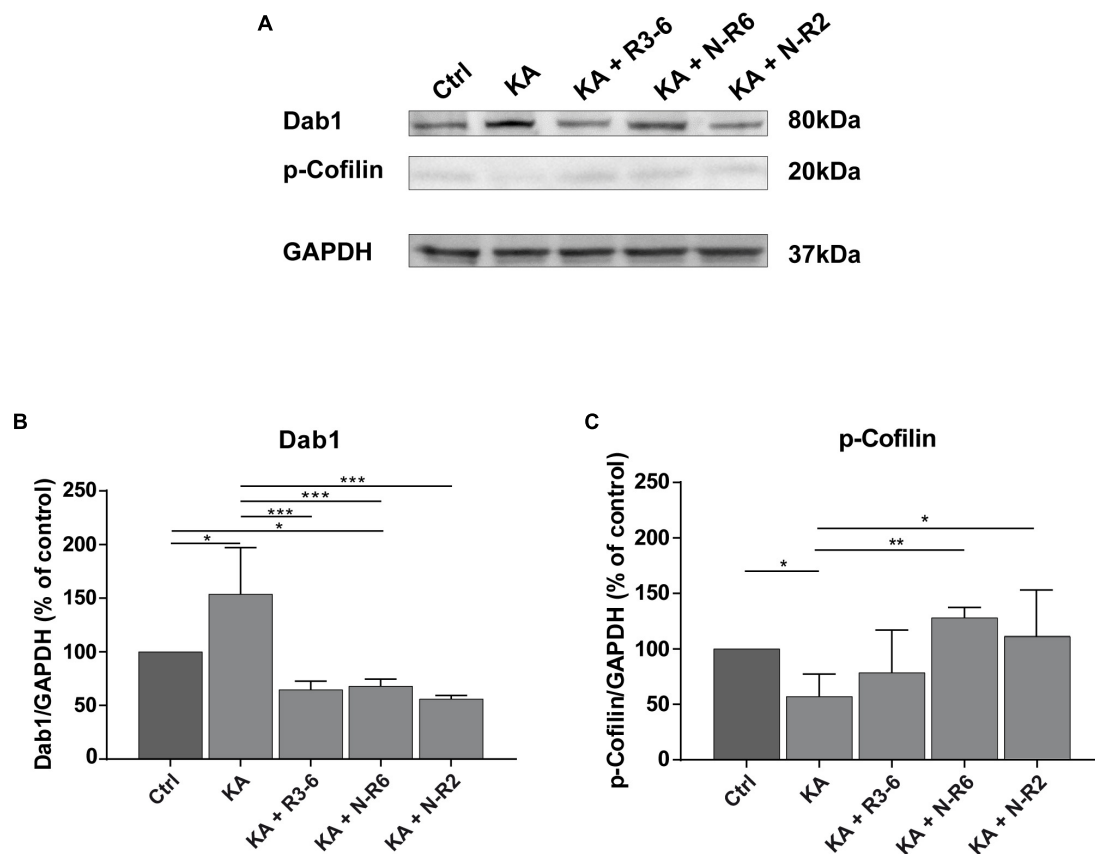 A
Ctrl KA KA + R3-6 KA + N-R6 KA + N-R2
Dab1 80kDa
p-Cofilin 20kDa
GAPDH 37kDa
B
Dab1
Dab1/GAPDH (% of control)
250
200
150
100
50
0
***
***
***
*
*
Ctrl KA KA + R3-6 KA + N-R6 KA + N-R2
C
p-Cofilin
p-Cofilin/GAPDH (% of control)
250
200
150
100
50
0
*
**
*
Ctrl KA KA + R3-6 KA + N-R6 KA + N-R2